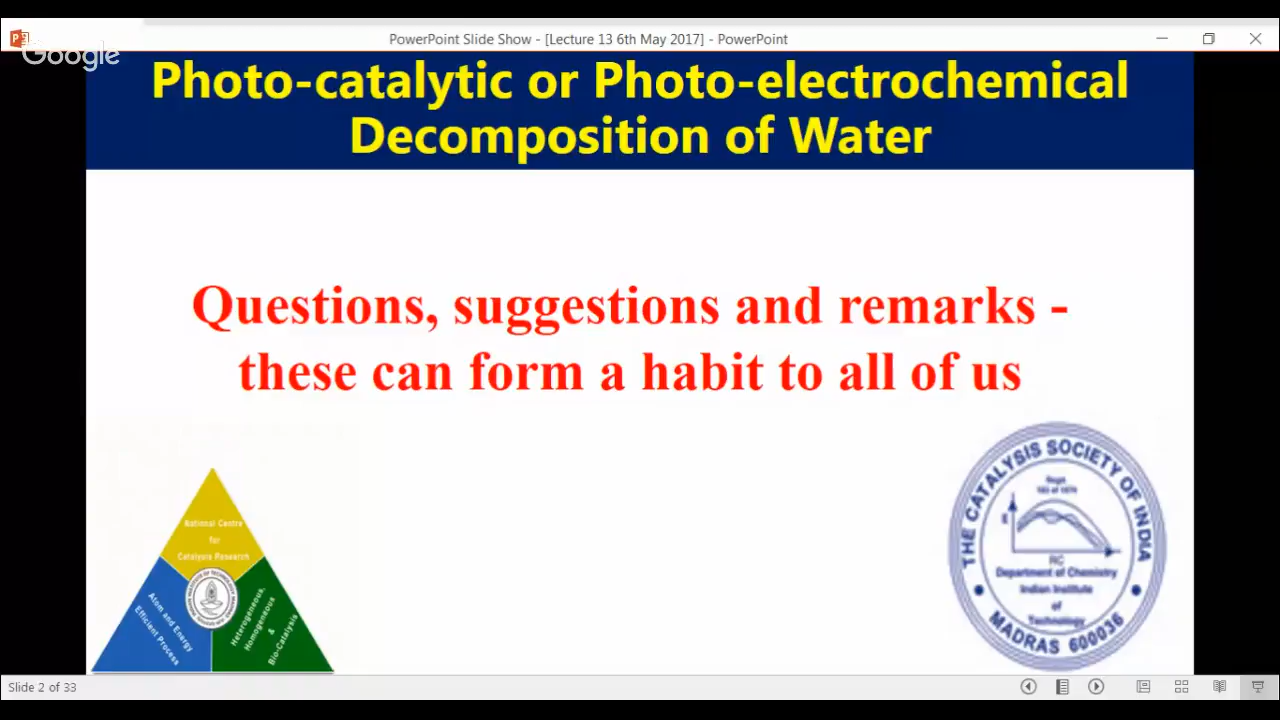 PowerPoint Slide Show - [Lecture 13 6th May 2017] - PowerPoint
Google
Photo-catalytic or Photo-electrochemical
Decomposition of Water
Questions, suggestions and remarks -
these can form a habit to all of us
National Centre
for
Catalysis Research
Atom and Energy
Efficient Process
Heterogeneous,
Homogeneous
&
Bio-Catalysis
THE CATALYSIS SOCIETY OF INDIA
RC
Department of Chemistry
Indian Institute
of
Technology
MADRAS 600036
Slide 2 of 33